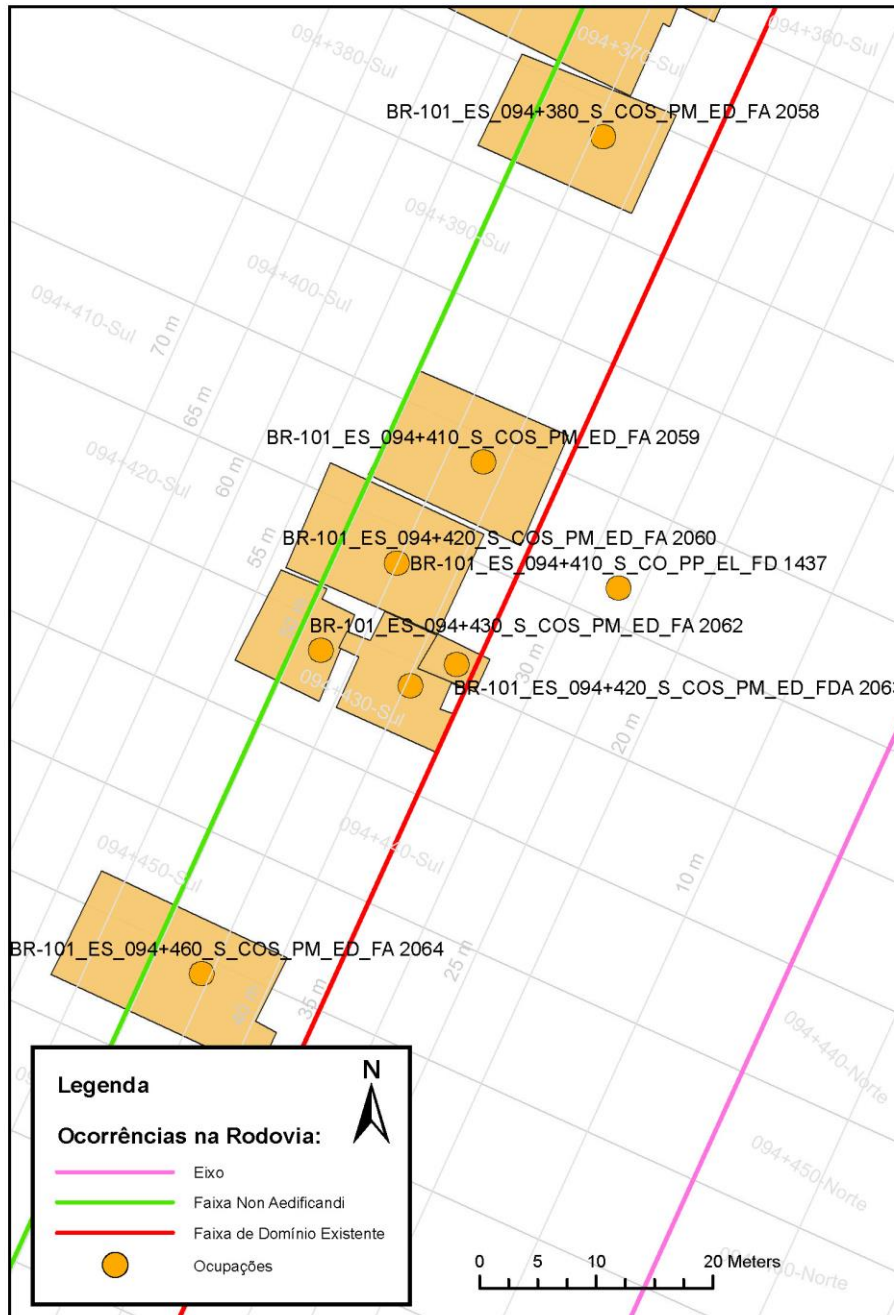 094+360-Sul
094+370-Sul
094+380-Sul
BR-101_ES_094+380_S_COS_PM_ED_FA 2058
094+390-Sul
094+400-Sul
094+410-Sul
70 m
65 m
BR-101_ES_094+410_S_COS_PM_ED_FA 2059
094+420-Sul
60 m
55 m
BR-101_ES_094+420_S_COS_PM_ED_FA 2060
BR-101_ES_094+410_S_CO_PP_EL_FD 1437
BR-101_ES_094+430_S_COS_PM_ED_FA 2062
30 m
094+430-Sul
BR-101_ES_094+420_S_COS_PM_ED_FDA 2063
20 m
094+440-Sul
094+450-Sul
10 m
BR-101_ES_094+460_S_COS_PM_ED_FA 2064
25 m
35 m
094+440-Norte
094+450-Norte
Legenda
N
Ocorrências na Rodovia:
Eixo
Faixa Non Aedificandi
Faixa de Domínio Existente
Ocupações
0 5 10 20 Meters